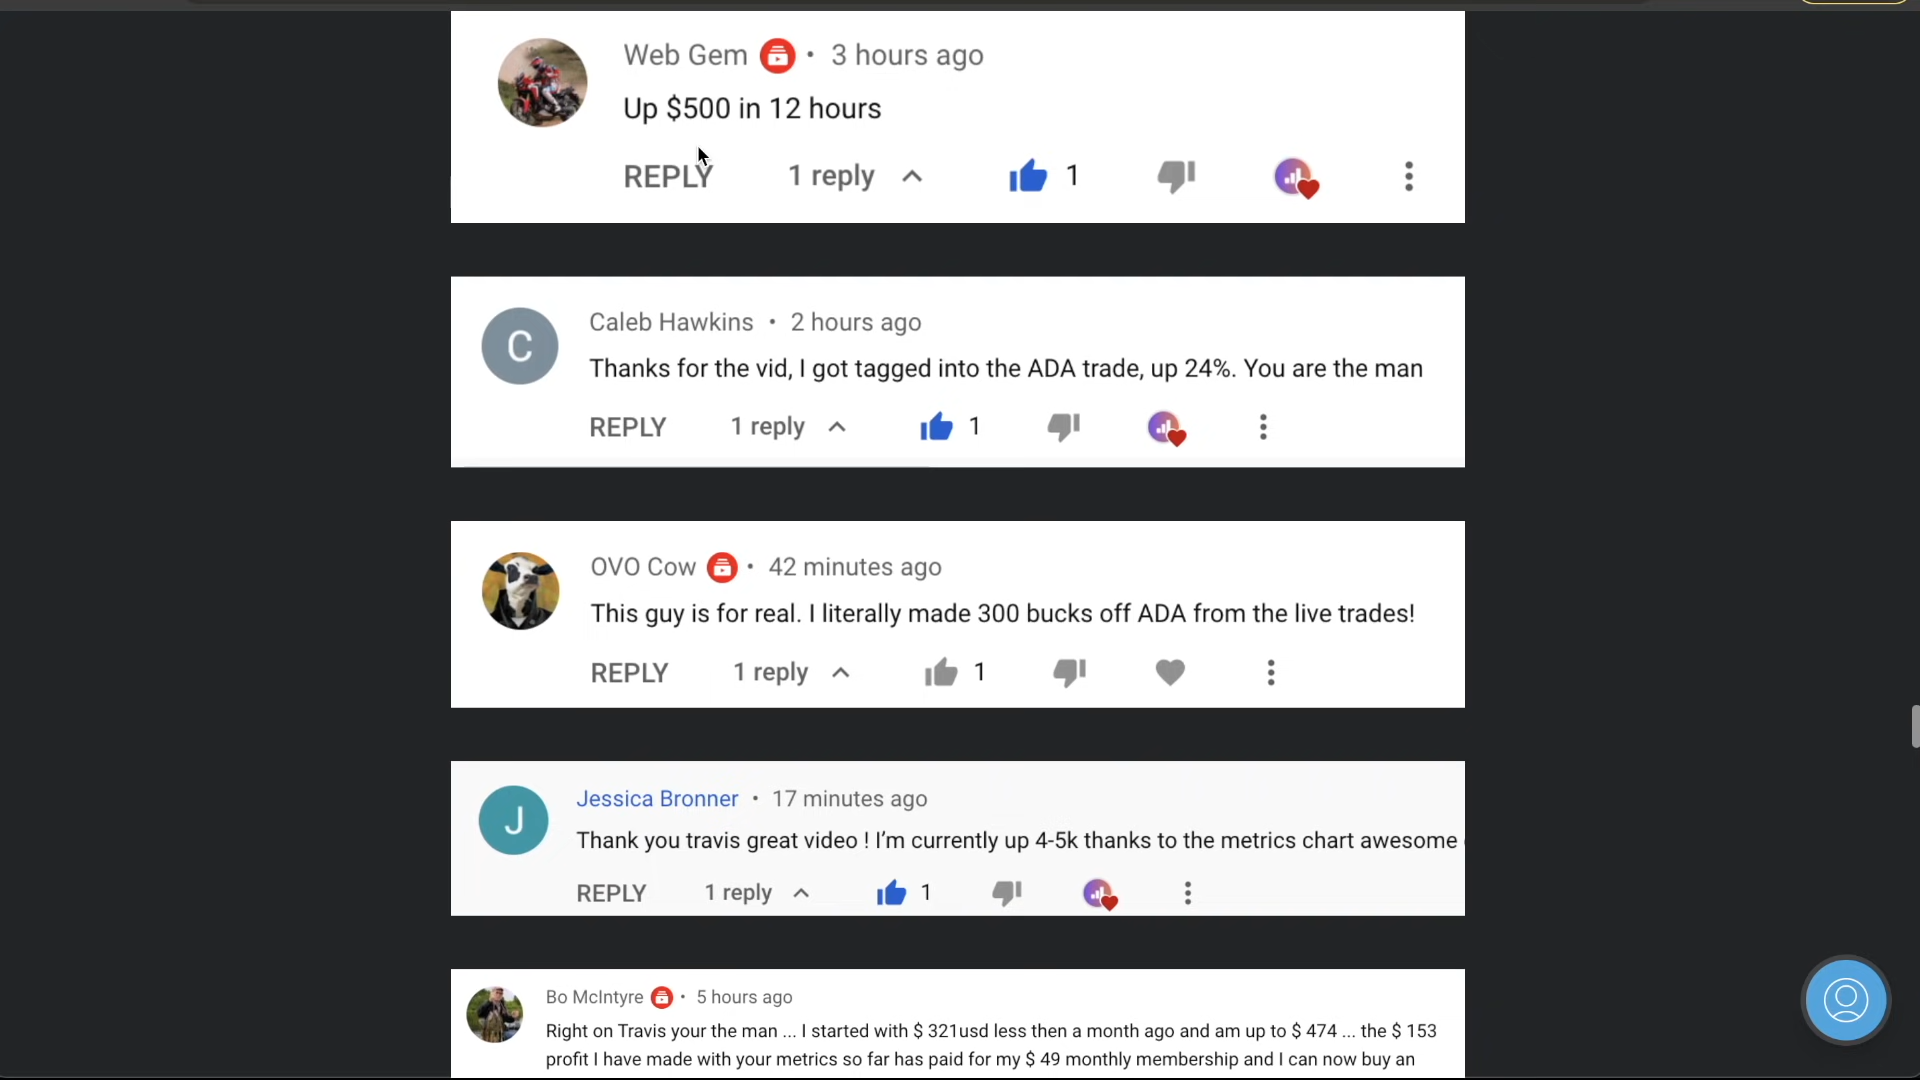 Web Gem • 3 hours ago
Up $500 in 12 hours
REPLY 1 reply 1
C
Caleb Hawkins • 2 hours ago
Thanks for the vid, I got tagged into the ADA trade, up 24%. You are the man
REPLY 1 reply 1
OVO Cow • 42 minutes ago
This guy is for real. I literally made 300 bucks off ADA from the live trades!
REPLY 1 reply 1
J
Jessica Bronner • 17 minutes ago
Thank you travis great video ! I'm currently up 4-5k thanks to the metrics chart awesome
REPLY 1 reply 1
Bo McIntyre • 5 hours ago
Right on Travis your the man ... I started with $ 321usd less then a month ago and am up to $ 474 ... the $ 153
profit I have made with your metrics so far has paid for my $ 49 monthly membership and I can now buy an